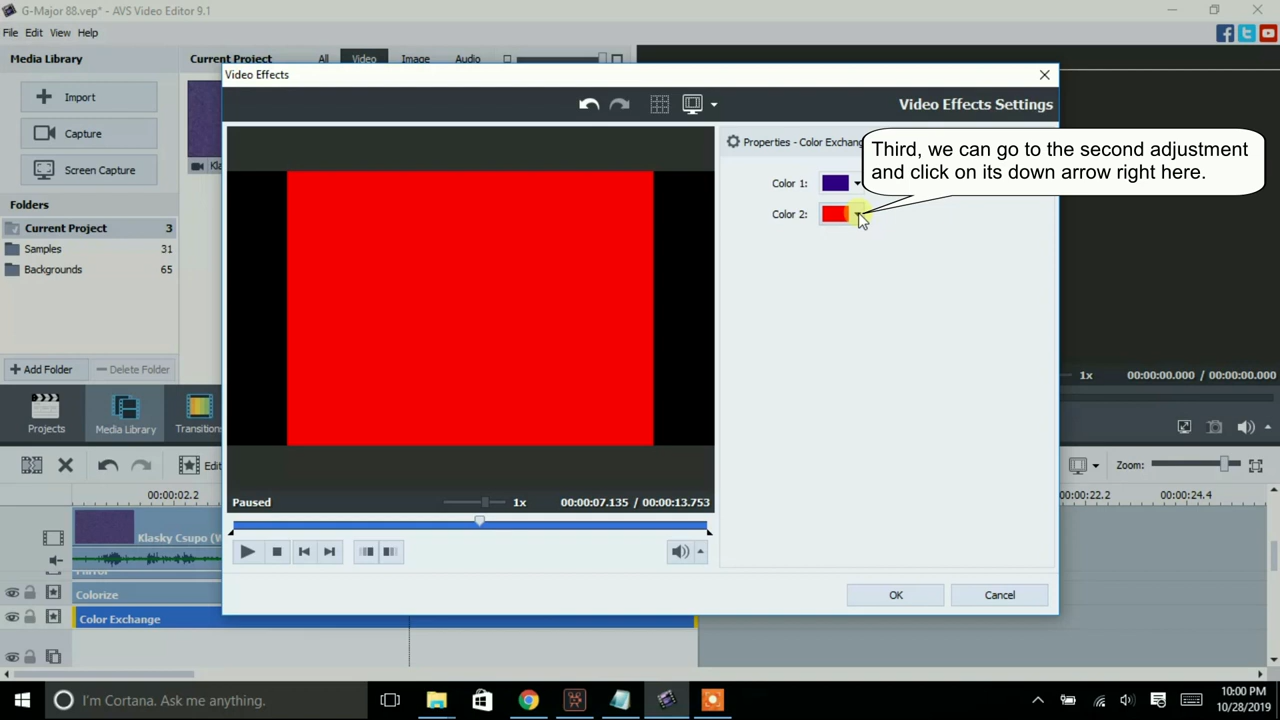 G-Major 88.vep* - AVS Video Editor 9.1
File Edit View Help
Media Library
Current Project
All
Video
Image
Audio
Import
Capture
Screen Capture
Folders
Current Project 3
Samples 31
Backgrounds 65
Add Folder
Delete Folder
Projects
Media Library
Video Effects
Video Effects Settings
Properties - Color Exchang
Third, we can go to the second adjustment
and click on its down arrow right here.
Color 1:
Color 2:
Paused
1x
00:00:07.135 / 00:00:13.753
OK
Cancel
1x
00:00:00.000 / 00:00:00.000
Zoom:
00:00:02.2
00:00:22.2
00:00:24.4
Klasky Csupo (
Colorize
Color Exchange
I'm Cortana. Ask me anything.
10:00 PM
10/28/2019